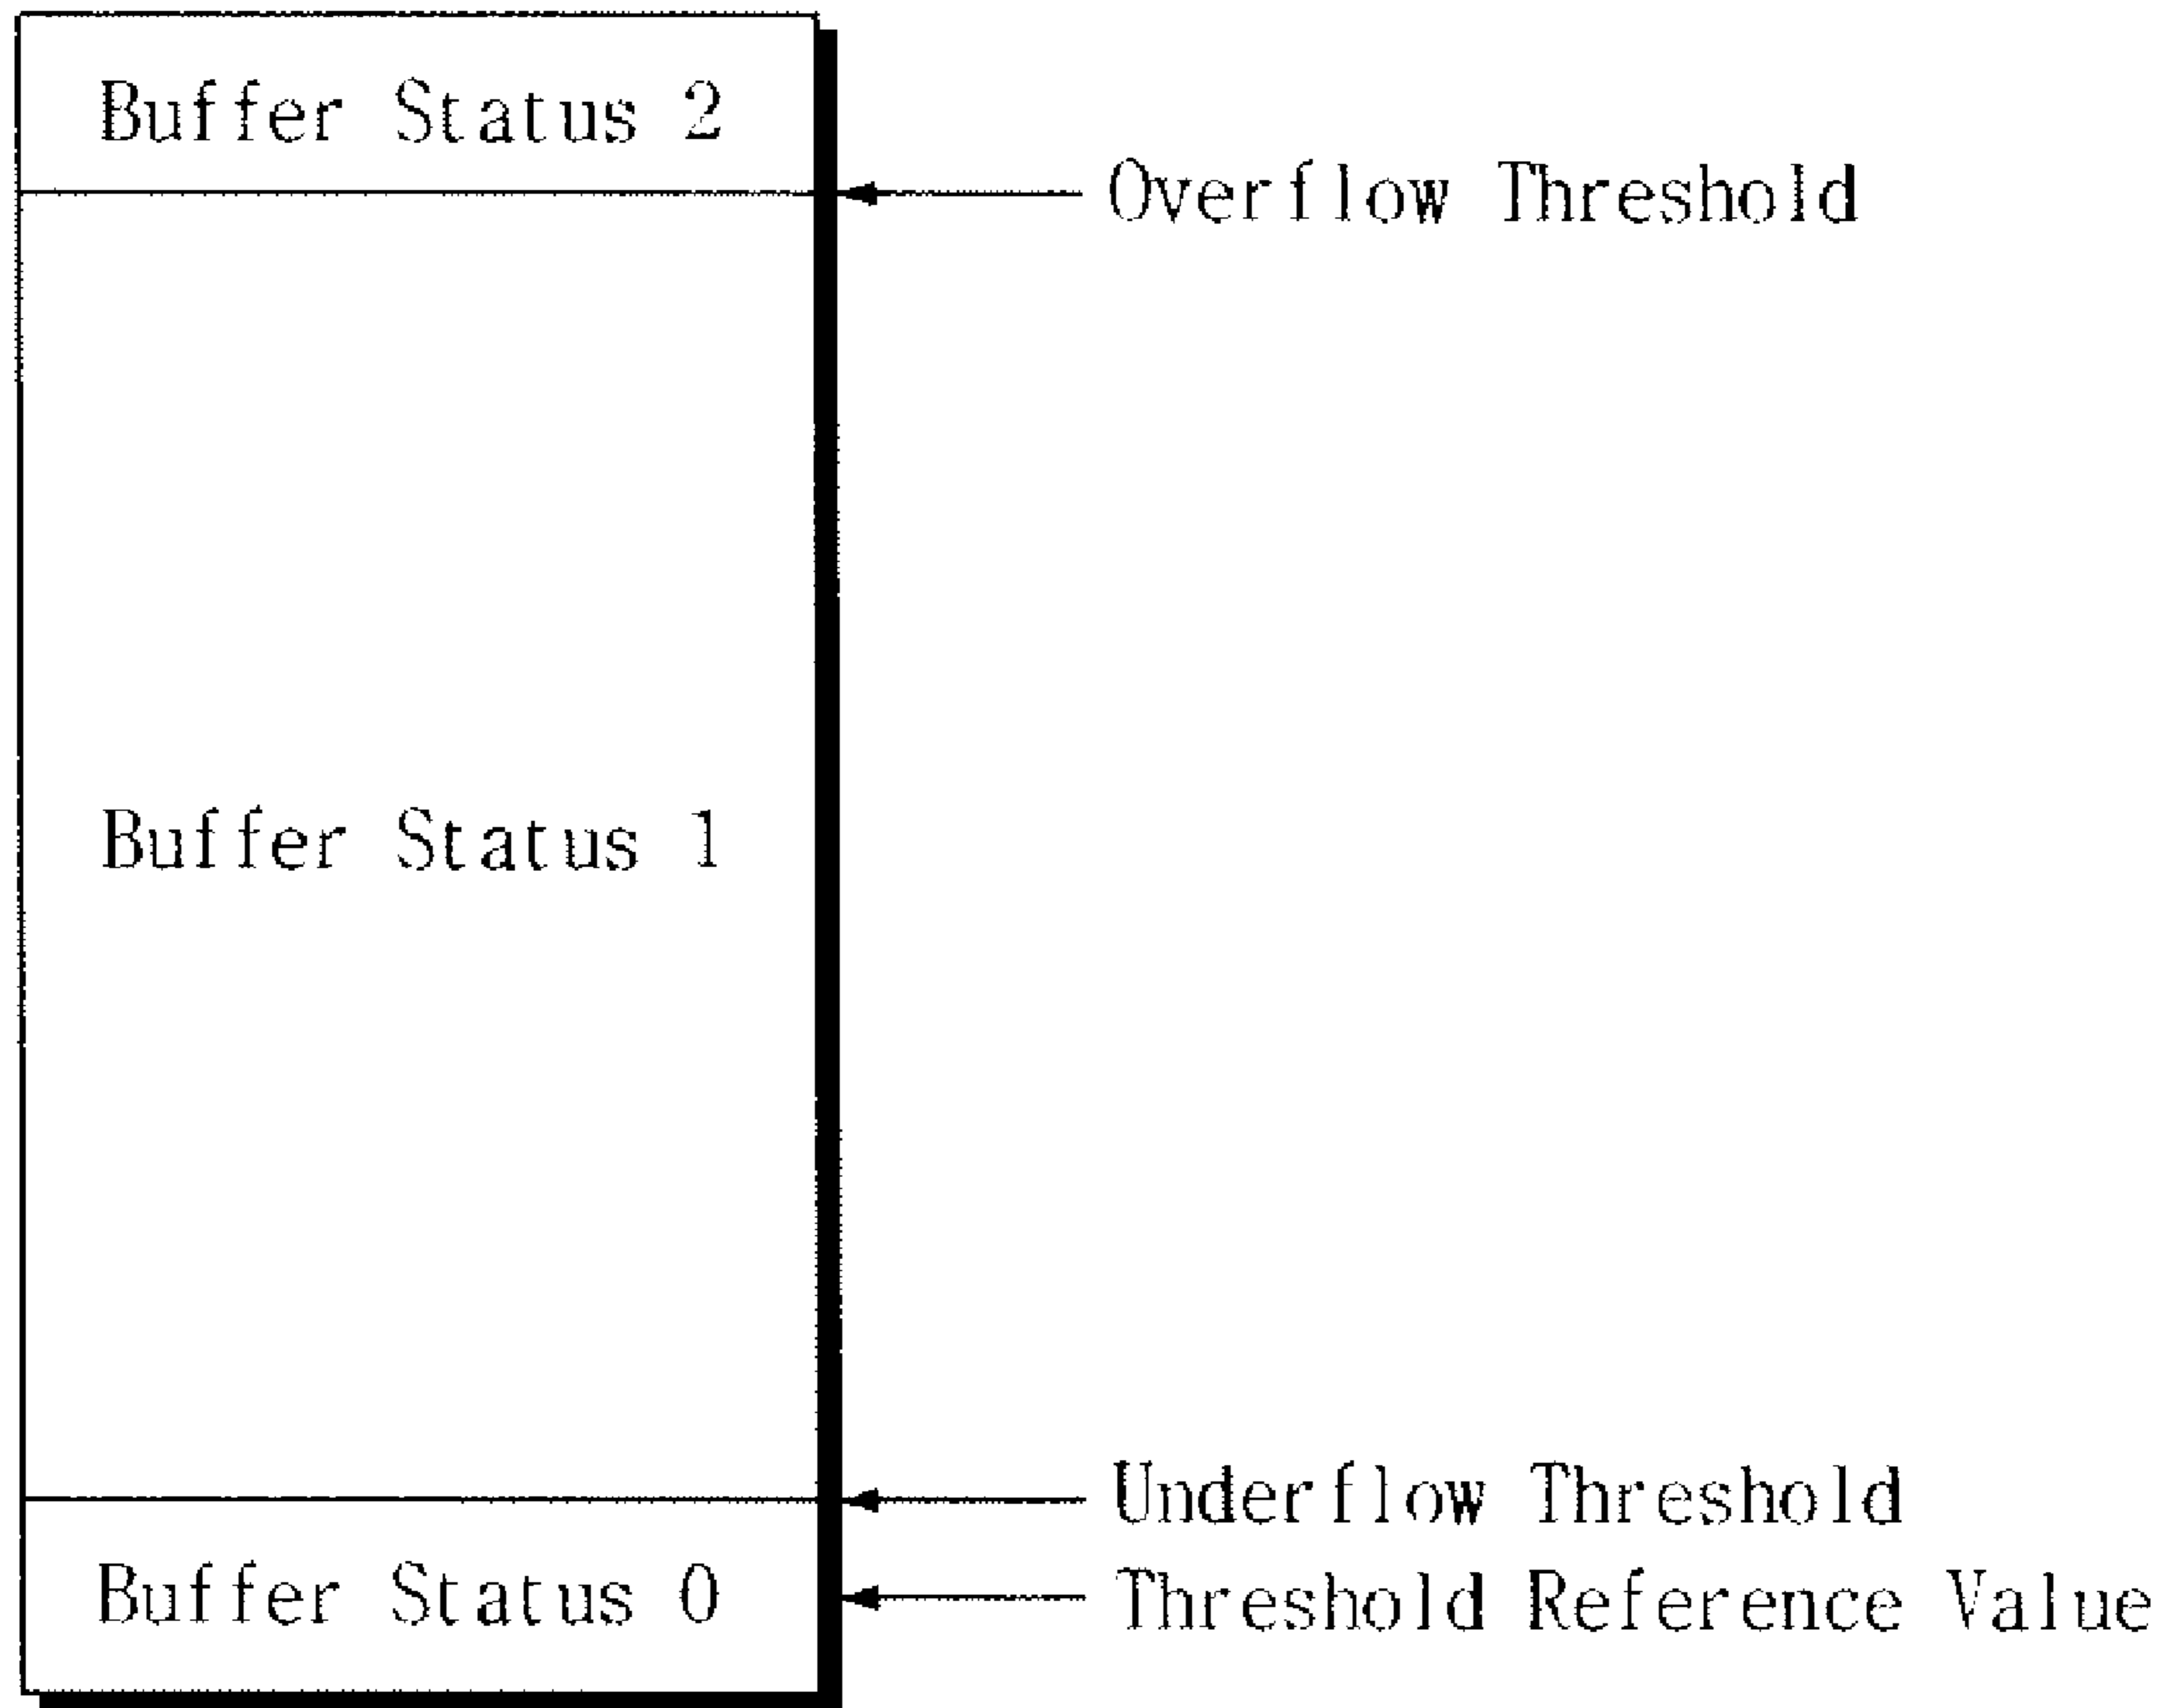 Buffer Status 2
Overflow Threshold
Buffer Status 1
Underflow Threshold
Buffer Status 0
Threshold Reference Value